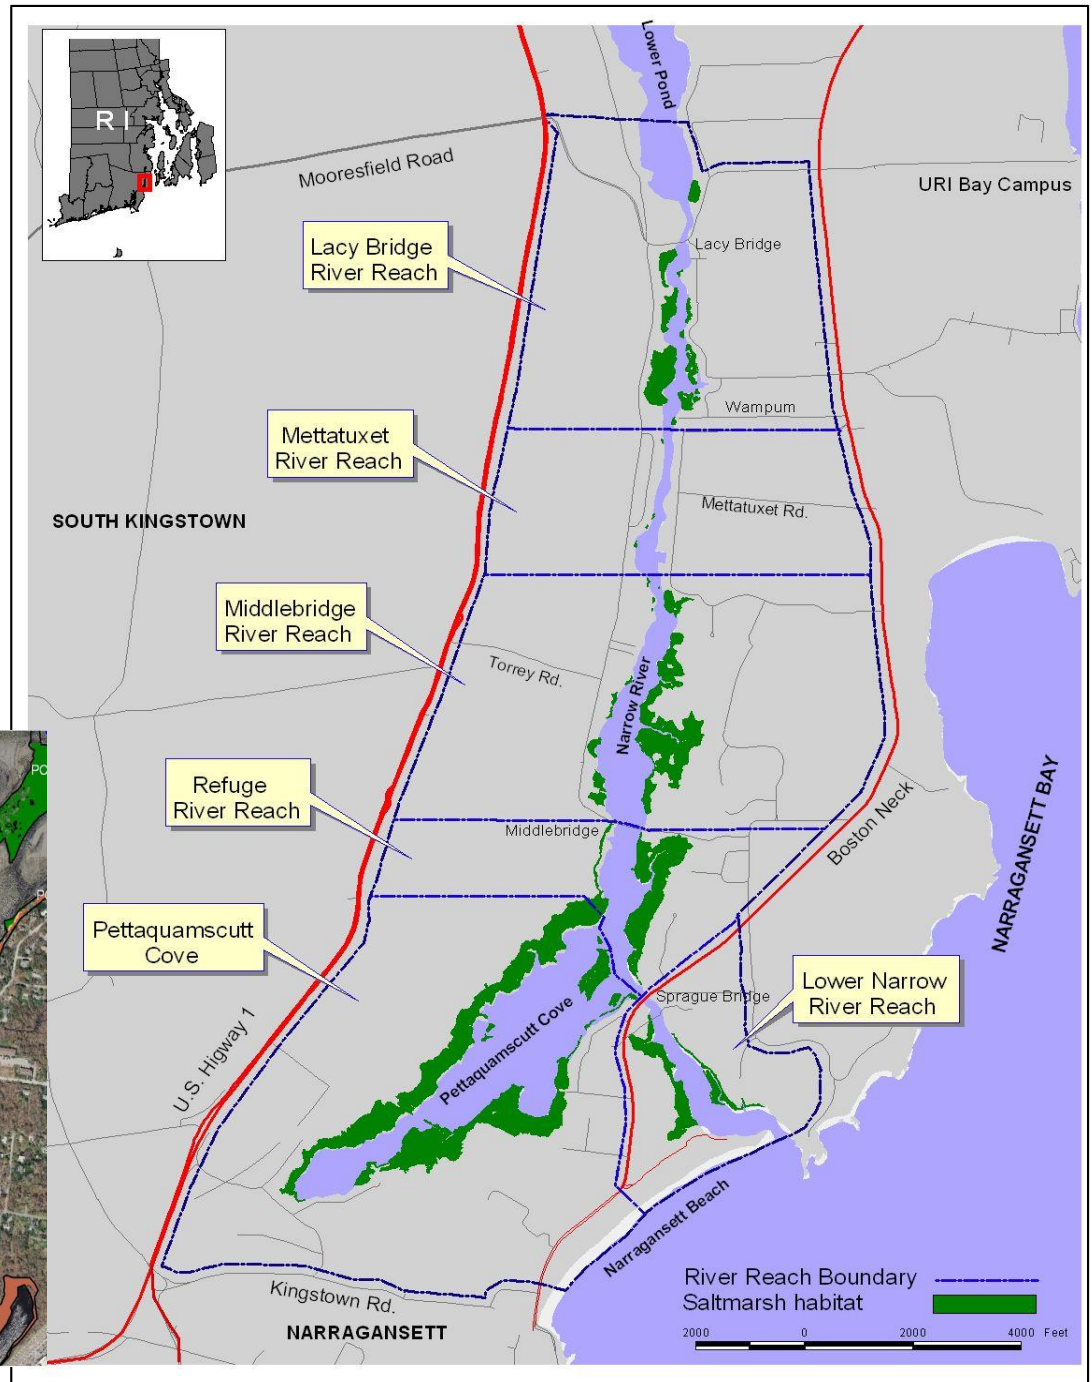 R I
Lower Pond
Mooresfield Road
URI Bay Campus
Lacy Bridge
River Reach
Lacy Bridge
Wampum
Mettatuxet
River Reach
Mettatuxet Rd.
SOUTH KINGSTOWN
Middlebridge
River Reach
Torrey Rd.
Narrow River
Refuge
River Reach
Middlebridge
Boston Neck
NARRAGANSETT BAY
Pettaquamscutt
Cove
Sprague Bridge
Lower Narrow
River Reach
Pettaquamscutt Cove
U.S. Higway 1
Narragansett Beach
Kingstown Rd.
NARRAGANSETT
River Reach Boundary
Saltmarsh habitat
2000 0 2000 4000 Feet